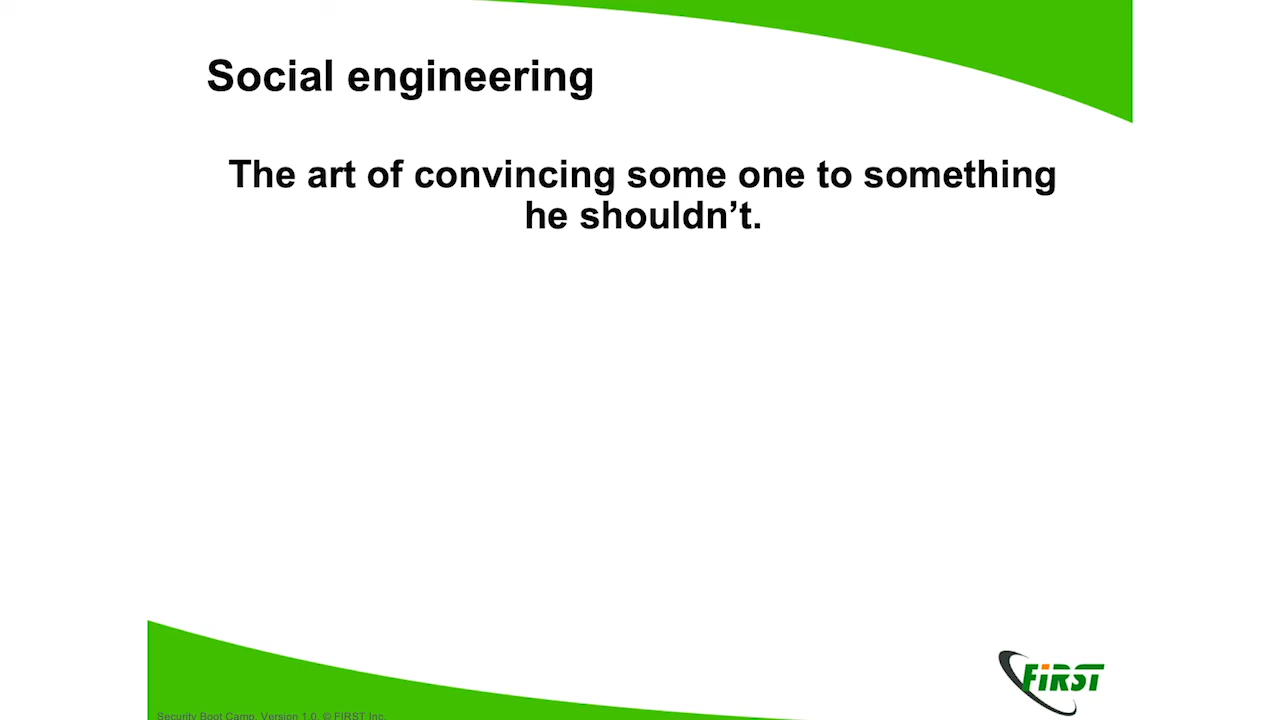 Social engineering
The art of convincing some one to something
he shouldn’t.
FiRST
Security Boot Camp, Version 1.0, © FIRST Inc.